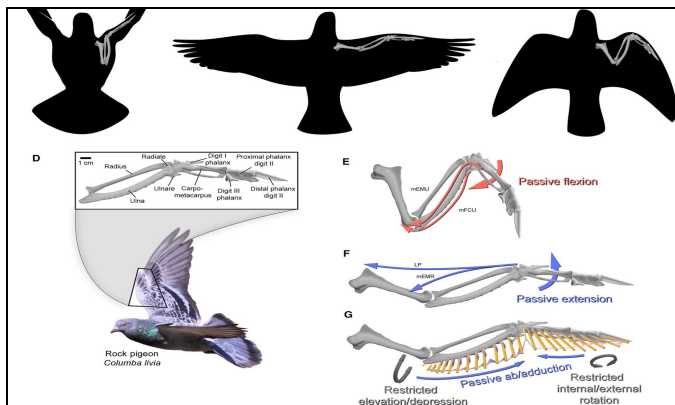 D
1 cm
Radius
Radiale
Digit I
phalanx
Proximal phalanx
digit II
Ulna
Ulnare
Carpo-
metacarpus
Digit III
phalanx
Distal phalanx
digit II
Rock pigeon
Columba livia
E
mEMU
mFCU
Passive flexion
F
LP
mEMR
Passive extension
G
Restricted
elevation/depression
Passive ab/adduction
Restricted
internal/external
rotation